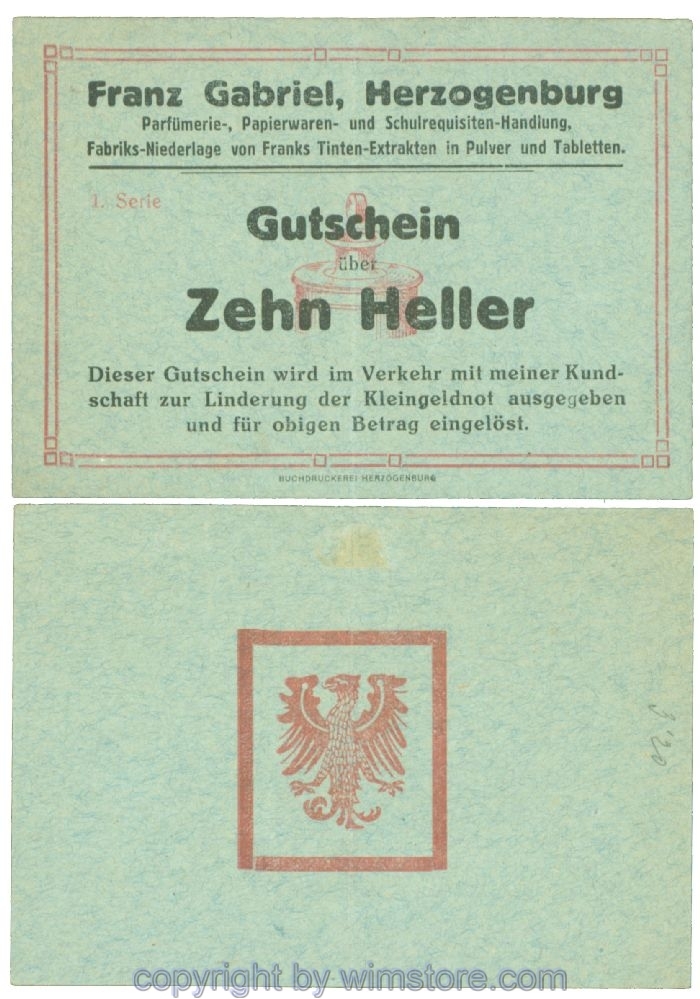 Franz Gabriel, Herzogenburg
Parfümerie-, Papierwaren- und Schulrequisiten-Handlung,
Fabriks-Niederlage von Franks Tinten-Extrakten in Pulver und Tabletten.
1. Serie
Gutschein
über
Zehn Heller
Dieser Gutschein wird im Verkehr mit meiner Kund-
schaft zur Linderung der Kleingeldnot ausgegeben
und für obigen Betrag eingelöst.
BUCHDRUCKEREI HERZOGENBURG
copyright by wimstore.com